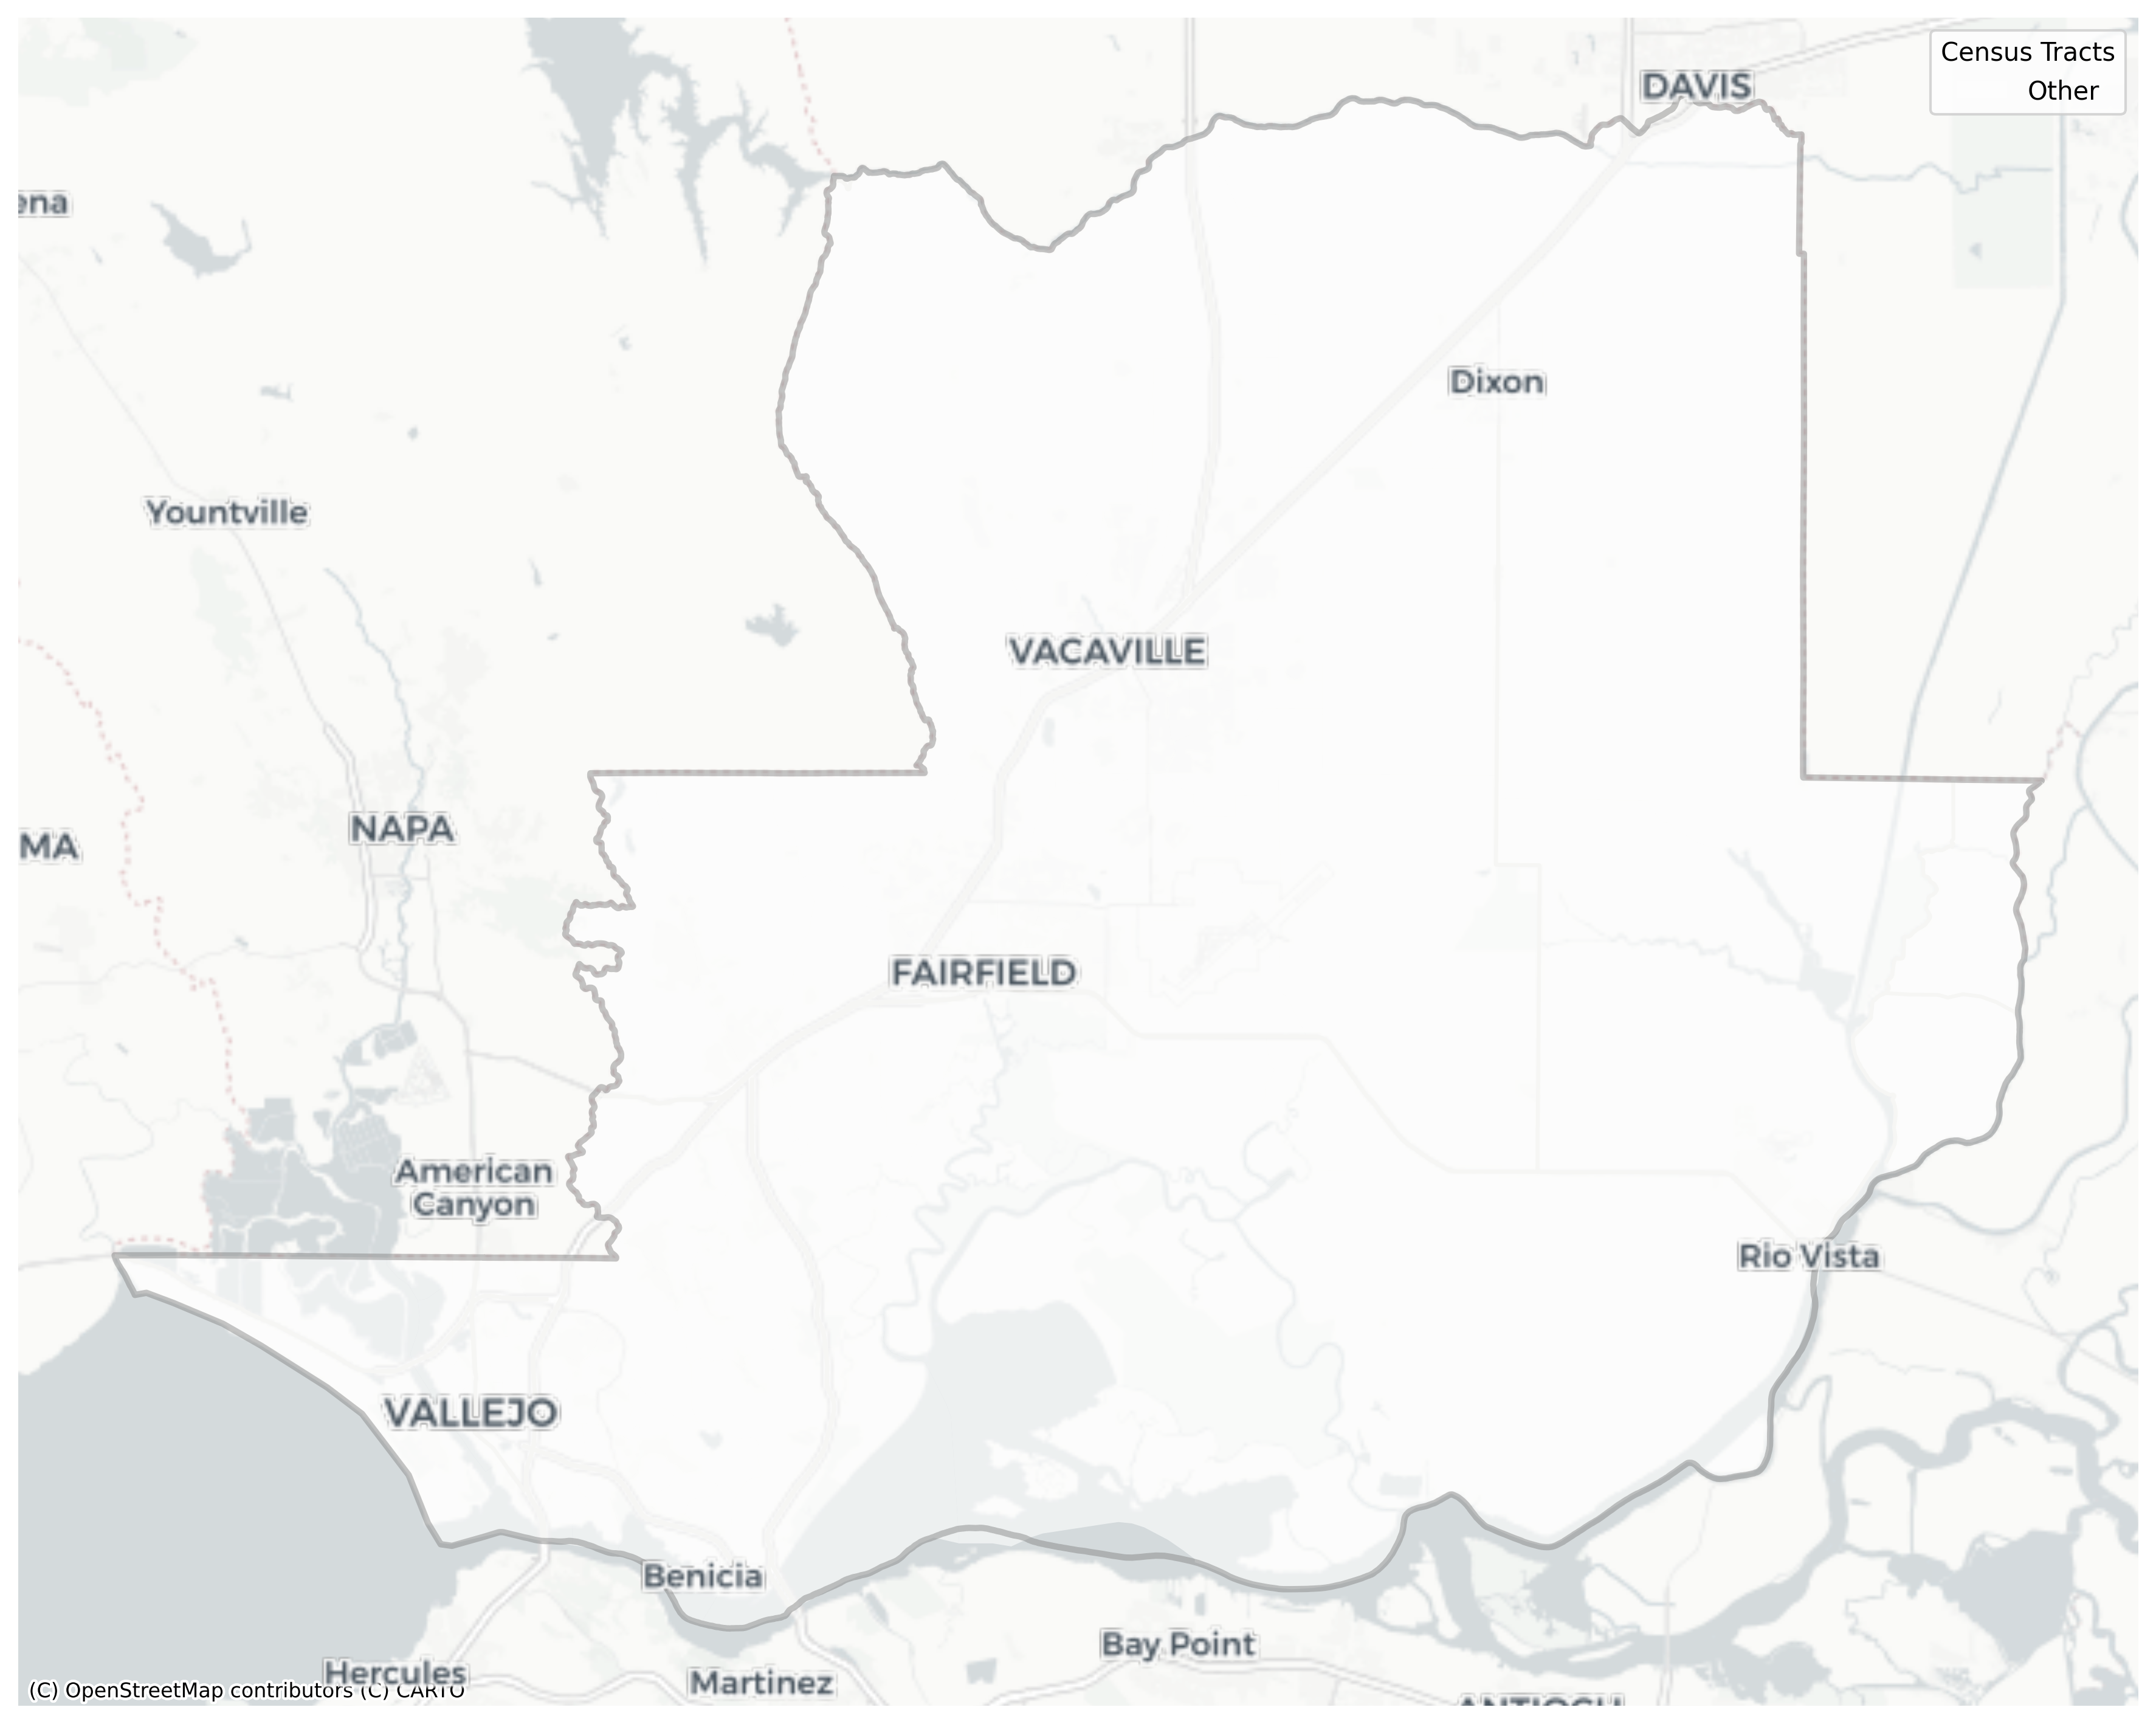 Census Tracts
Other
DAVIS
ena
Dixon
Yountville
VACAVILLE
NAPA
MA
FAIRFIELD
American
Canyon
Rio Vista
VALLEJO
Benicia
Bay Point
Hercules
Martinez
(C) OpenStreetMap contributors (C) CARTO
ANTIOCH